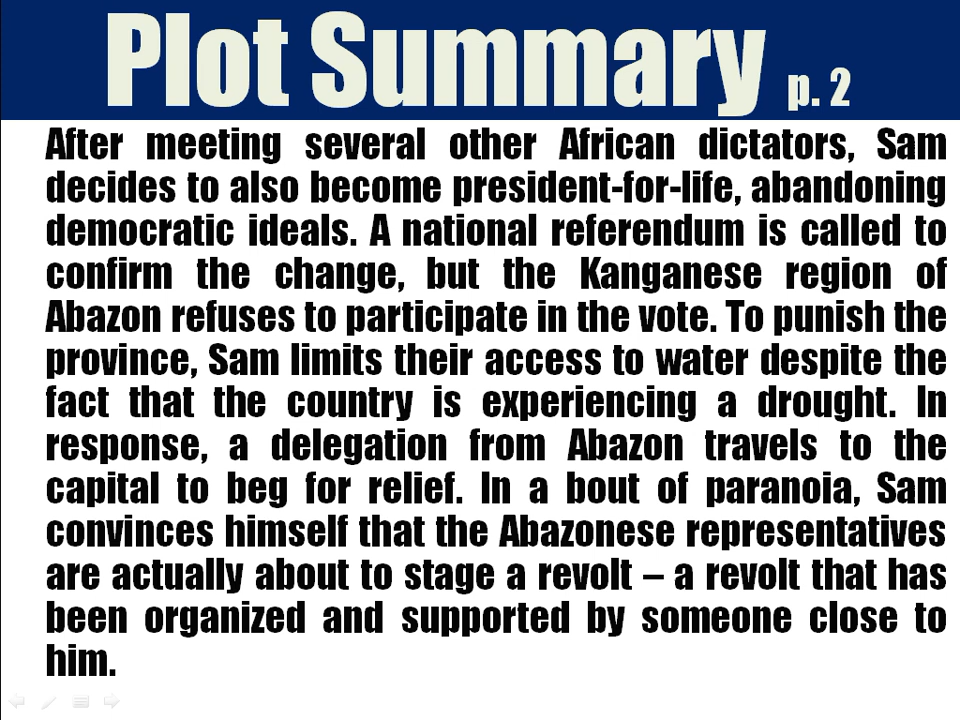 Plot Summary p. 2
After meeting several other African dictators, Sam
decides to also become president-for-life, abandoning
democratic ideals. A national referendum is called to
confirm the change, but the Kanganese region of
Abazon refuses to participate in the vote. To punish the
province, Sam limits their access to water despite the
fact that the country is experiencing a drought. In
response, a delegation from Abazon travels to the
capital to beg for relief. In a bout of paranoia, Sam
convinces himself that the Abazonese representatives
are actually about to stage a revolt – a revolt that has
been organized and supported by someone close to
him.